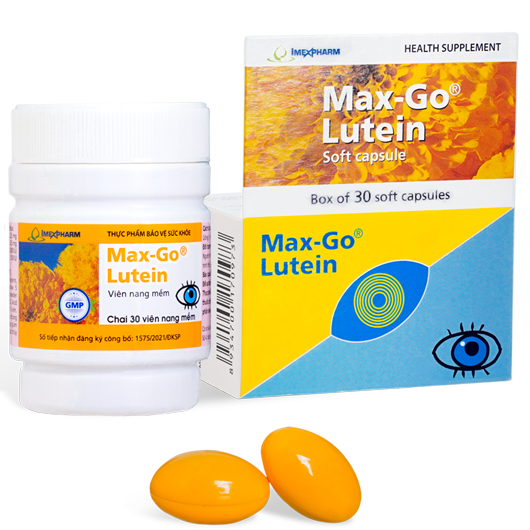 IMEXPHARM
HEALTH SUPPLEMENT
Max-Go®
Lutein
Soft capsule
Box of 30 soft capsules
Max-Go®
Lutein
IMEXPHARM
THỰC PHẨM BẢO VỆ SỨC KHỎE
Max-Go®
Lutein
Viên nang mềm
GMP
Chai 30 viên nang mềm
Số tiếp nhận đăng ký công bố: 1575/2021/ĐKSP